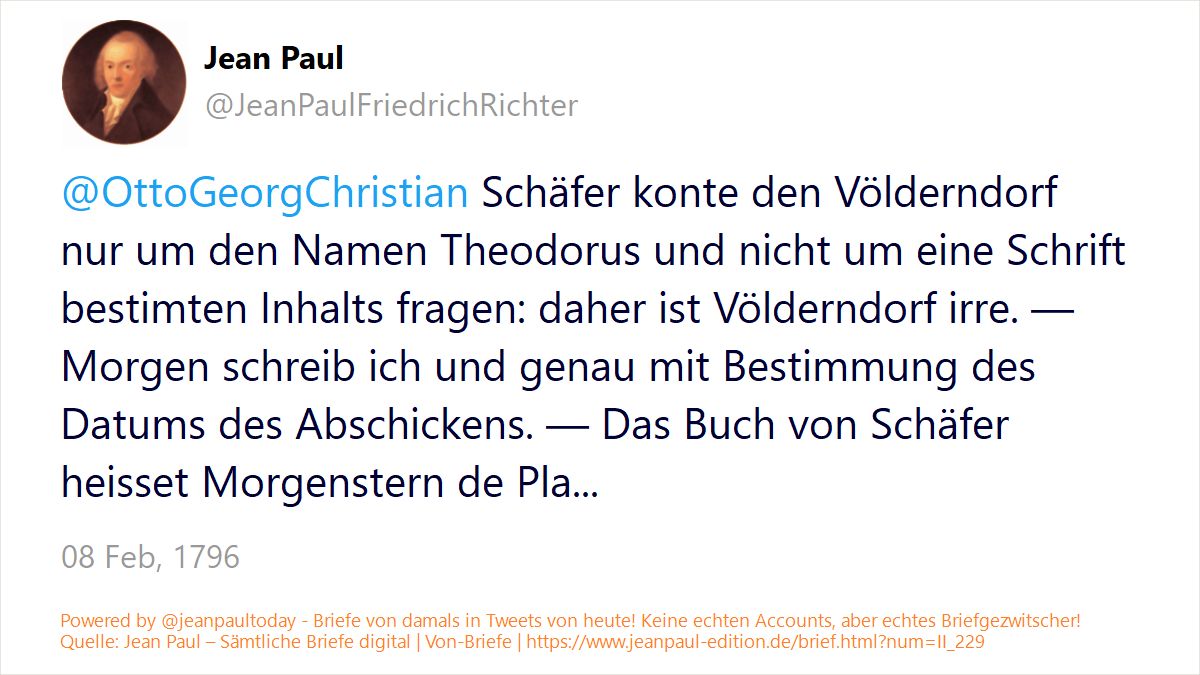 Jean Paul
@JeanPaulFriedrichRichter
@OttoGeorgChristian Schäfer konte den Völderndorf
nur um den Namen Theodorus und nicht um eine Schrift
bestimten Inhalts fragen: daher ist Völderndorf irre. —
Morgen schreib ich und genau mit Bestimmung des
Datums des Abschickens. — Das Buch von Schäfer
heisset Morgenstern de Pla...
08 Feb, 1796
Powered by @jeanpaultoday - Briefe von damals in Tweets von heute! Keine echten Accounts, aber echtes Briefgezwitscher!
Quelle: Jean Paul – Sämtliche Briefe digital | Von-Briefe | https://www.jeanpaul-edition.de/brief.html?num=II_229